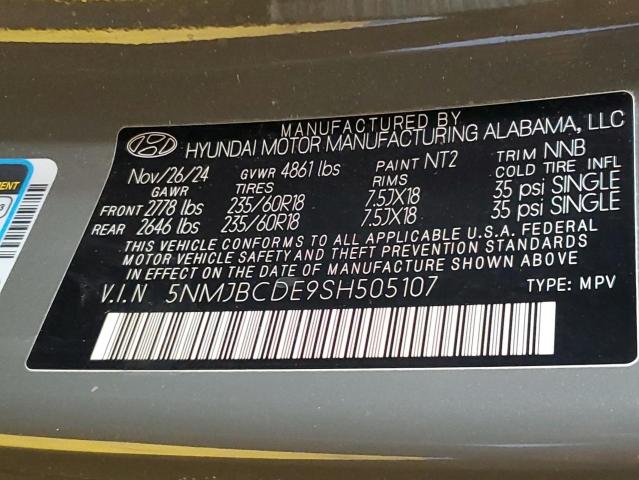 MANUFACTURED BY
HYUNDAI MOTOR MANUFACTURING ALABAMA, LLC
Nov/26/24 GVWR 4861 lbs PAINT NT2 TRIM NNB
GAWR TIRES RIMS COLD TIRE INFL
FRONT 2778 lbs 235/60R18 7.5JX18 35 psi SINGLE
REAR 2646 lbs 235/60R18 7.5JX18 35 psi SINGLE
THIS VEHICLE CONFORMS TO ALL APPLICABLE U.S.A. FEDERAL
MOTOR VEHICLE SAFETY AND THEFT PREVENTION STANDARDS
IN EFFECT ON THE DATE OF MANUFACTURE SHOWN ABOVE
V.I.N 5NMJBCDE9SH505107 TYPE: MPV